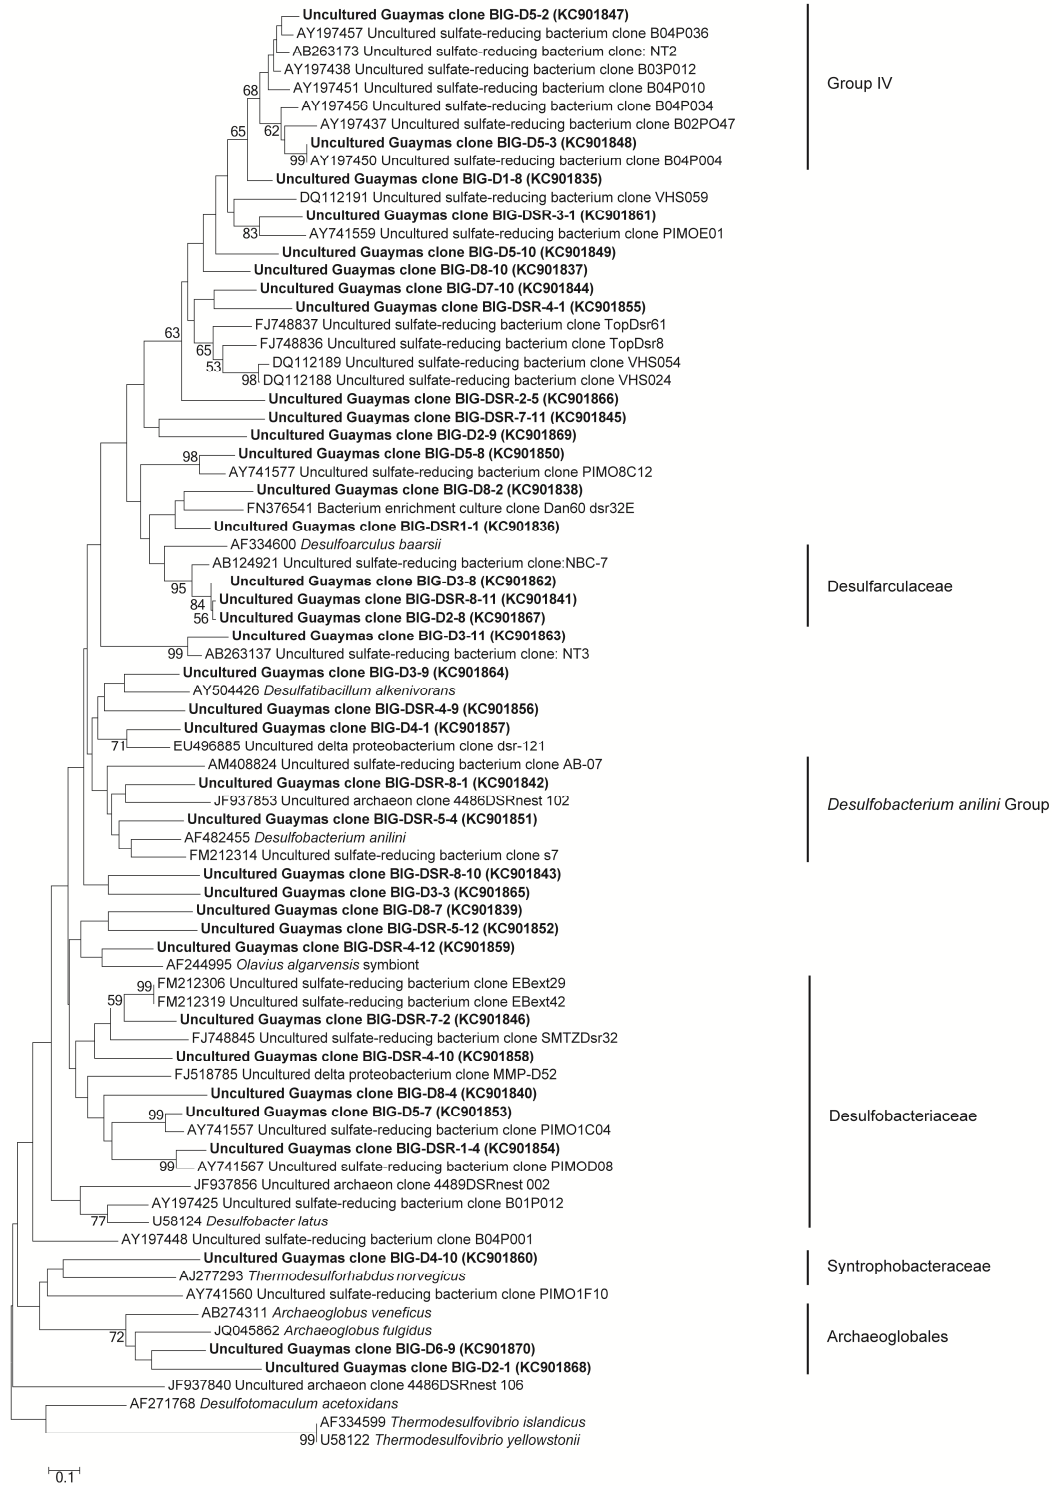 Uncultured Guaymas clone BIG-D5-2 (KC901847)
AY197457 Uncultured sulfate-reducing bacterium clone B04P036
AB263173 Uncultured sulfate-reducing bacterium clone: NT2
AY197438 Uncultured sulfate-reducing bacterium clone B03P012
Group IV
68
AY197451 Uncultured sulfate-reducing bacterium clone B04P010
AY197456 Uncultured sulfate-reducing bacterium clone B04P034
65
62
AY197437 Uncultured sulfate-reducing bacterium clone B02PO47
Uncultured Guaymas clone BIG-D5-3 (KC901848)
99
AY197450 Uncultured sulfate-reducing bacterium clone B04P004
Uncultured Guaymas clone BIG-D1-8 (KC901835)
DQ112191 Uncultured sulfate-reducing bacterium clone VHS059
Uncultured Guaymas clone BIG-DSR-3-1 (KC901861)
83
AY741559 Uncultured sulfate-reducing bacterium clone PIMOE01
Uncultured Guaymas clone BIG-D5-10 (KC901849)
Uncultured Guaymas clone BIG-D8-10 (KC901837)
Uncultured Guaymas clone BIG-D7-10 (KC901844)
Uncultured Guaymas clone BIG-DSR-4-1 (KC901855)
63
FJ748837 Uncultured sulfate-reducing bacterium clone TopDsr61
65
FJ748836 Uncultured sulfate-reducing bacterium clone TopDsr8
53
DQ112189 Uncultured sulfate-reducing bacterium clone VHS054
98
DQ112188 Uncultured sulfate-reducing bacterium clone VHS024
Uncultured Guaymas clone BIG-DSR-2-5 (KC901866)
Uncultured Guaymas clone BIG-DSR-7-11 (KC901845)
Uncultured Guaymas clone BIG-D2-9 (KC901869)
98
Uncultured Guaymas clone BIG-D5-8 (KC901850)
AY741577 Uncultured sulfate-reducing bacterium clone PIMO8C12
Uncultured Guaymas clone BIG-D8-2 (KC901838)
FN376541 Bacterium enrichment culture clone Dan60 dsr32E
Uncultured Guaymas clone BIG-DSR1-1 (KC901836)
AF334600 Desulfoarculus baarsii
AB124921 Uncultured sulfate-reducing bacterium clone:NBC-7
95
Uncultured Guaymas clone BIG-D3-8 (KC901862)
Desulfarculaceae
84
Uncultured Guaymas clone BIG-DSR-8-11 (KC901841)
56
Uncultured Guaymas clone BIG-D2-8 (KC901867)
Uncultured Guaymas clone BIG-D3-11 (KC901863)
99
AB263137 Uncultured sulfate-reducing bacterium clone: NT3
Uncultured Guaymas clone BIG-D3-9 (KC901864)
AY504426 Desulfatibacillum alkenivorans
Uncultured Guaymas clone BIG-DSR-4-9 (KC901856)
Uncultured Guaymas clone BIG-D4-1 (KC901857)
71
EU496885 Uncultured delta proteobacterium clone dsr-121
AM408824 Uncultured sulfate-reducing bacterium clone AB-07
Uncultured Guaymas clone BIG-DSR-8-1 (KC901842)
JF937853 Uncultured archaeon clone 4486DSRnest 102
Desulfobacterium anilini Group
Uncultured Guaymas clone BIG-DSR-5-4 (KC901851)
AF482455 Desulfobacterium anilini
FM212314 Uncultured sulfate-reducing bacterium clone s7
Uncultured Guaymas clone BIG-DSR-8-10 (KC901843)
Uncultured Guaymas clone BIG-D3-3 (KC901865)
Uncultured Guaymas clone BIG-D8-7 (KC901839)
Uncultured Guaymas clone BIG-DSR-5-12 (KC901852)
Uncultured Guaymas clone BIG-DSR-4-12 (KC901859)
AF244995 Olavius algarvensis symbiont
99
FM212306 Uncultured sulfate-reducing bacterium clone EBext29
59
FM212319 Uncultured sulfate-reducing bacterium clone EBext42
Uncultured Guaymas clone BIG-DSR-7-2 (KC901846)
FJ748845 Uncultured sulfate-reducing bacterium clone SMTZDsr32
Uncultured Guaymas clone BIG-DSR-4-10 (KC901858)
FJ518785 Uncultured delta proteobacterium clone MMP-D52
Uncultured Guaymas clone BIG-D8-4 (KC901840)
99
Uncultured Guaymas clone BIG-D5-7 (KC901853)
Desulfobacteriaceae
AY741557 Uncultured sulfate-reducing bacterium clone PIMO1C04
Uncultured Guaymas clone BIG-DSR-1-4 (KC901854)
99
AY741567 Uncultured sulfate-reducing bacterium clone PIMOD08
JF937856 Uncultured archaeon clone 4489DSRnest 002
AY197425 Uncultured sulfate-reducing bacterium clone B01P012
77
U58124 Desulfobacter latus
AY197448 Uncultured sulfate-reducing bacterium clone B04P001
Uncultured Guaymas clone BIG-D4-10 (KC901860)
Syntrophobacteraceae
AJ277293 Thermodesulforhabdus norvegicus
AY741560 Uncultured sulfate-reducing bacterium clone PIMO1F10
AB274311 Archaeoglobus veneficus
72
JQ045862 Archaeoglobus fulgidus
Archaeoglobales
Uncultured Guaymas clone BIG-D6-9 (KC901870)
Uncultured Guaymas clone BIG-D2-1 (KC901868)
JF937840 Uncultured archaeon clone 4486DSRnest 106
AF271768 Desulfotomaculum acetoxidans
AF334599 Thermodesulfovibrio islandicus
99
U58122 Thermodesulfovibrio yellowstonii
0.1